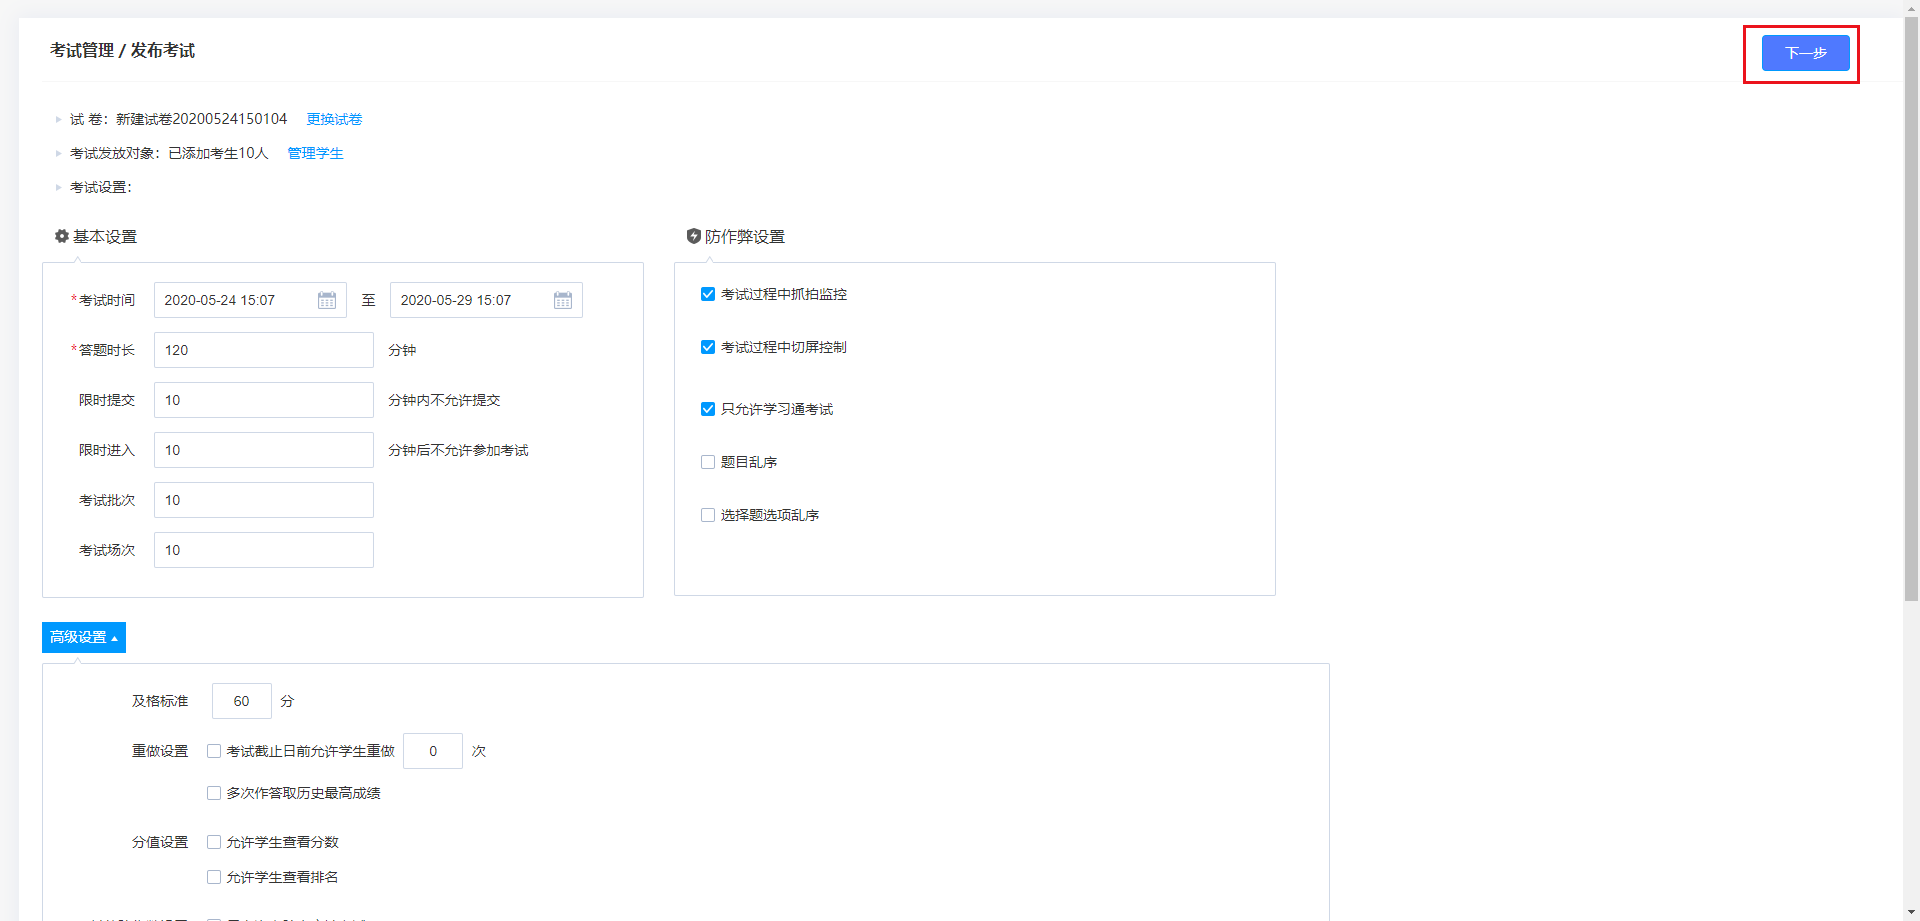 考试管理 / 发布考试
下一步
试 卷：新建试卷20200524150104 更换试卷
考试发放对象：已添加考生10人 管理学生
考试设置：
基本设置
*考试时间 2020-05-24 15:07 至 2020-05-29 15:07
*答题时长 120 分钟
限时提交 10 分钟内不允许提交
限时进入 10 分钟后不允许参加考试
考试批次 10
考试场次 10
防作弊设置
考试过程中抓拍监控
考试过程中切屏控制
只允许学习通考试
题目乱序
选择题选项乱序
高级设置
及格标准 60 分
重做设置 考试截止日前允许学生重做 0 次
多次作答取历史最高成绩
分值设置 允许学生查看分数
允许学生查看排名